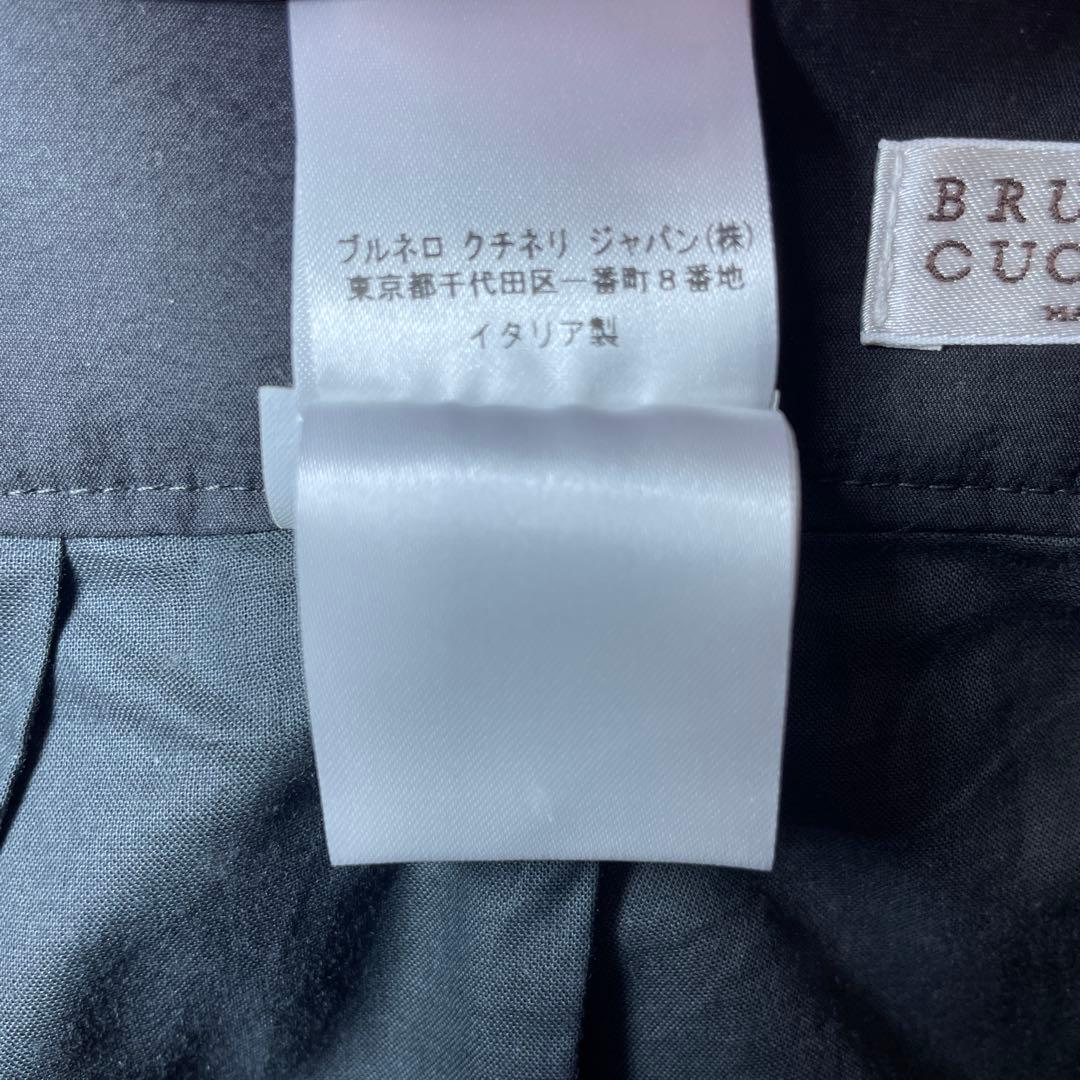 ブルネロ クチネリ ジャパン(株)
東京都千代田区一番町8番地
イタリア製
BRU
CUC
MA